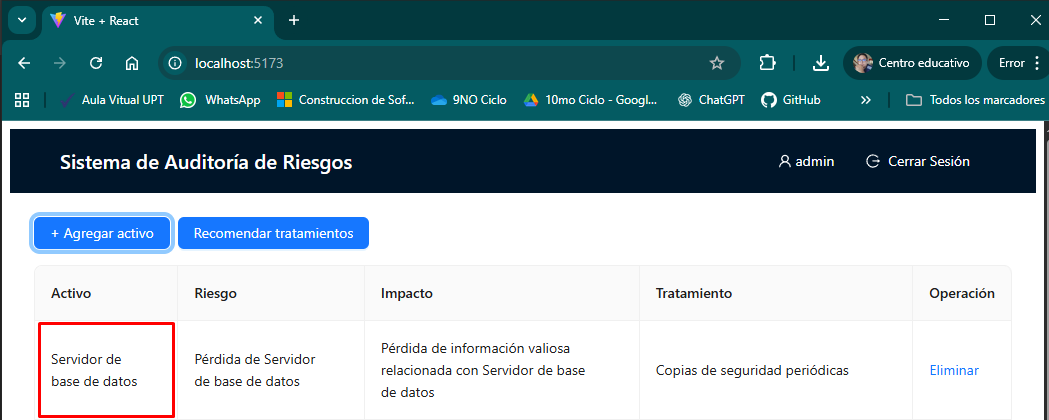 Vite + React
localhost:5173
Centro educativo
Error
Aula Vitual UPT
WhatsApp
Construccion de Sof...
9NO Ciclo
10mo Ciclo - Googl...
ChatGPT
GitHub
Todos los marcadores
Sistema de Auditoría de Riesgos
admin
Cerrar Sesión
+ Agregar activo
Recomendar tratamientos
Activo
Riesgo
Impacto
Tratamiento
Operación
Servidor de
base de datos
Pérdida de Servidor
de base de datos
Pérdida de información valiosa
relacionada con Servidor de base
de datos
Copias de seguridad periódicas
Eliminar